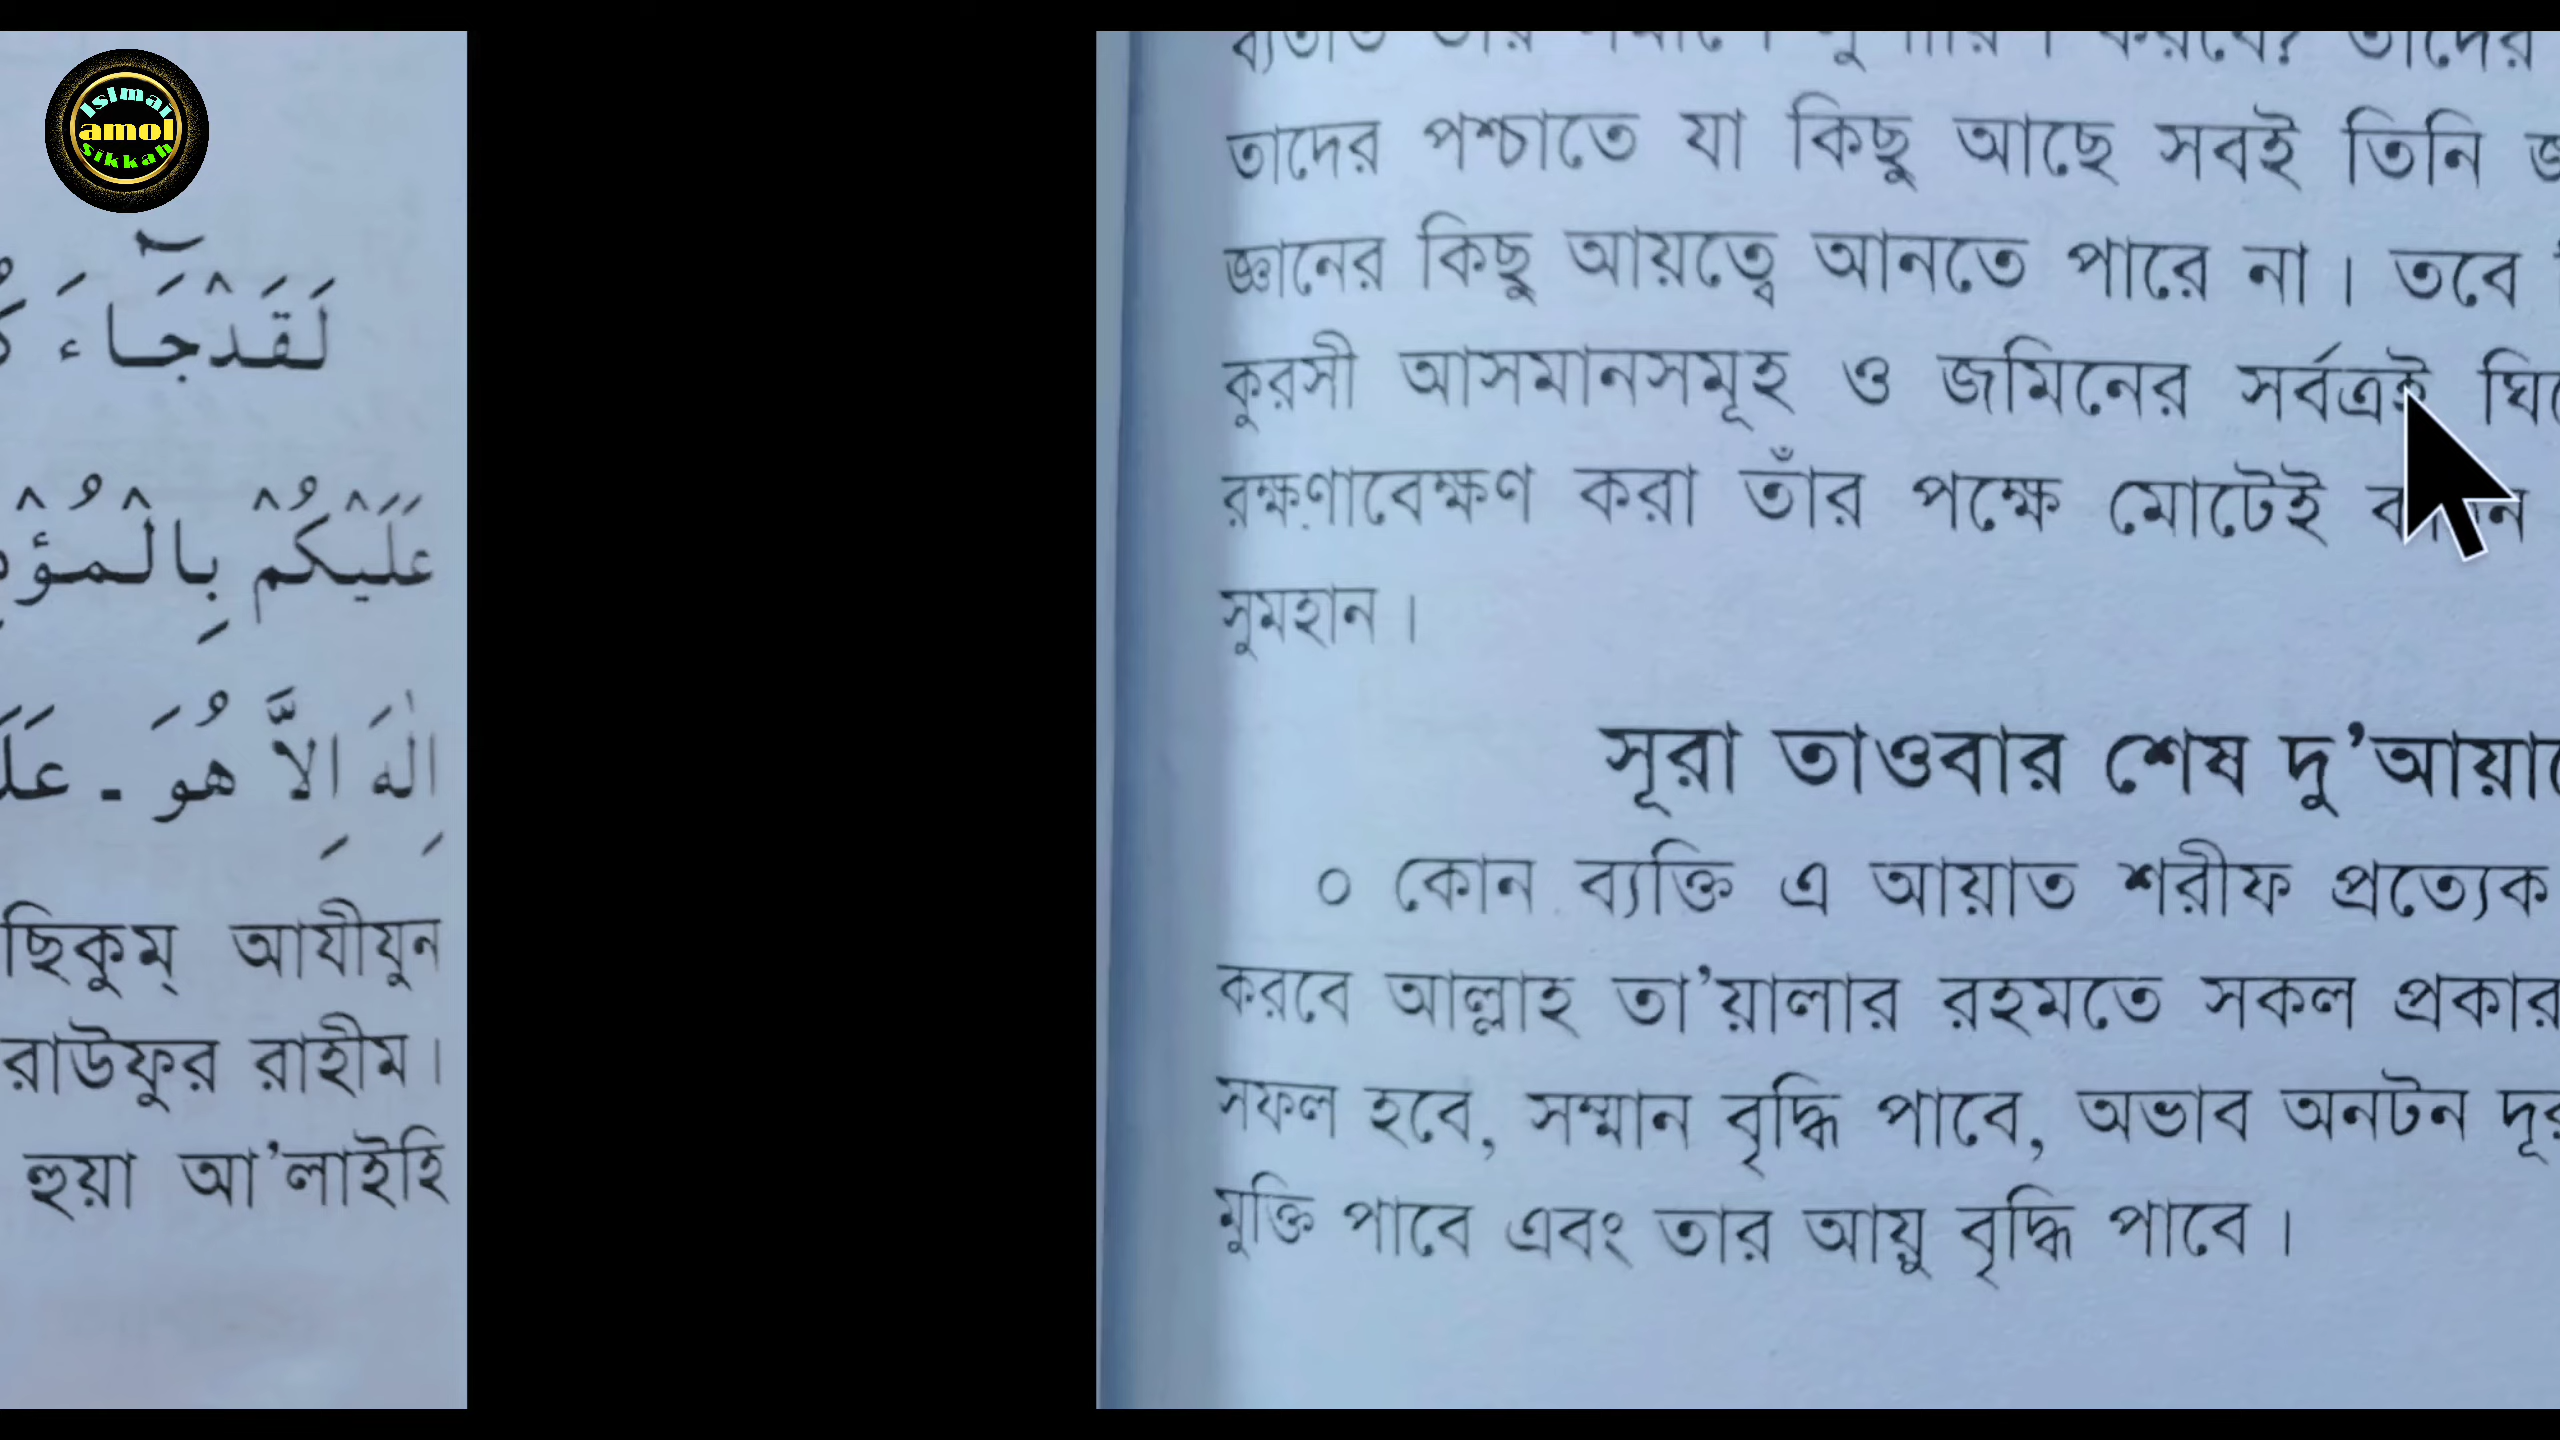 Islmai
amol
sikkah
لَقَدْجَآءَ
عَلَيْكُمْ بِالْمُؤْ
اِلٰهَ اِلاَّ هُوَ - عَلَ
ছিকুম্ আযীযুন
রাউফুর রাহীম।
হুয়া আ'লাইহি
তাদের পশ্চাতে যা কিছু আছে সবই তিনি
জ্ঞানের কিছু আয়ত্বে আনতে পারে না। তবে
কুরসী আসমানসমূহ ও জমিনের সর্বত্রই ঘি
রক্ষণাবেক্ষণ করা তাঁর পক্ষে মোটেই
সুমহান।
সূরা তাওবার শেষ দু'আয়া
০ কোন ব্যক্তি এ আয়াত শরীফ প্রত্যেক
করবে আল্লাহ তা'য়ালার রহমতে সকল প্রকার
সফল হবে, সম্মান বৃদ্ধি পাবে, অভাব অনটন দূর
মুক্তি পাবে এবং তার আয়ু বৃদ্ধি পাবে।